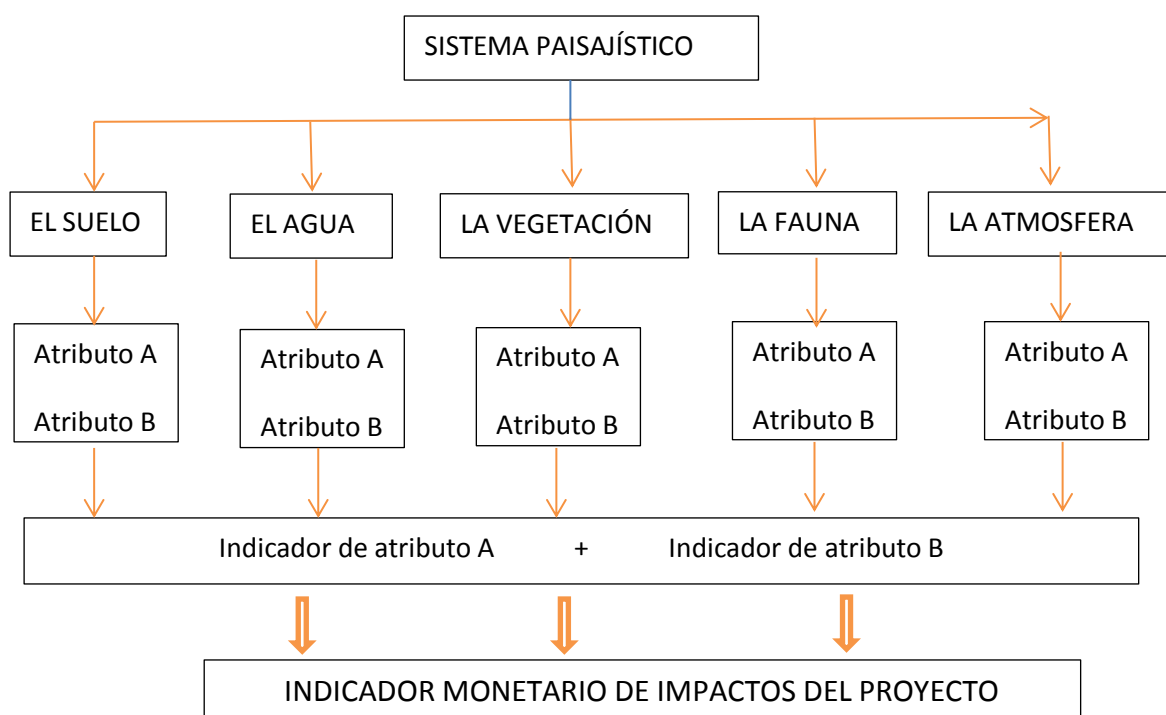 SISTEMA PAISAJÍSTICO
EL SUELO
EL AGUA
LA VEGETACIÓN
LA FAUNA
LA ATMOSFERA
Atributo A
Atributo B
Atributo A
Atributo B
Atributo A
Atributo B
Atributo A
Atributo B
Atributo A
Atributo B
Indicador de atributo A + Indicador de atributo B
INDICADOR MONETARIO DE IMPACTOS DEL PROYECTO